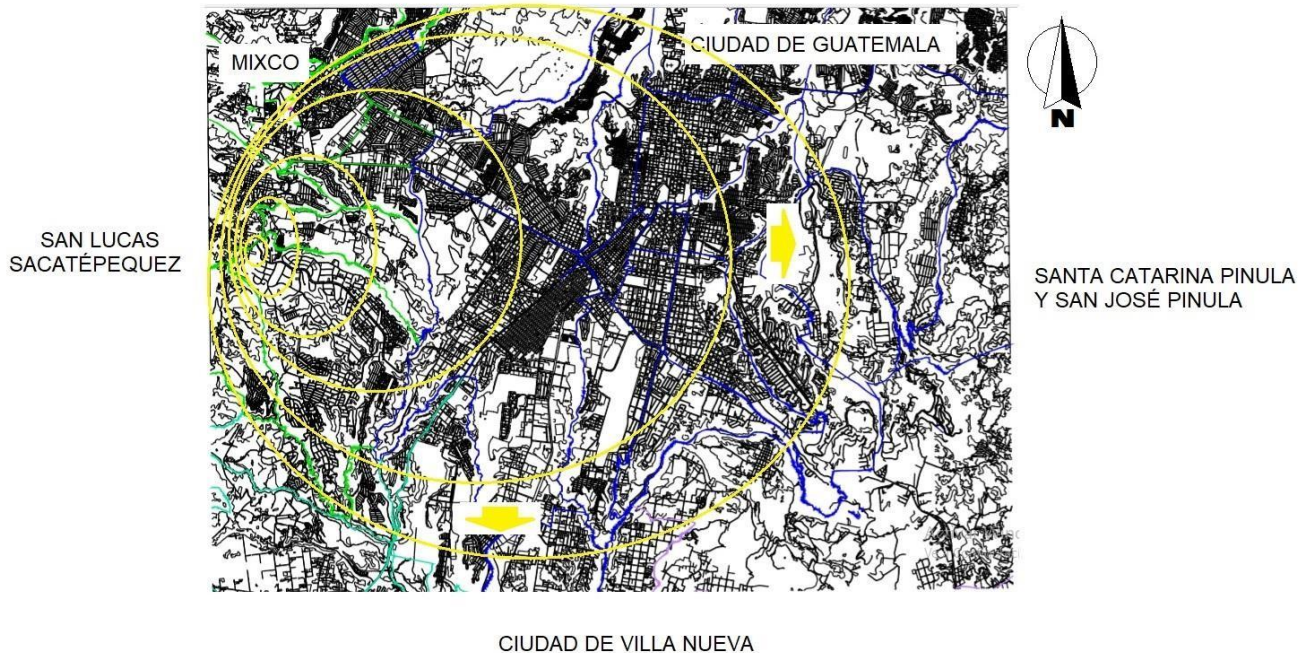 MIXCO
CIUDAD DE GUATEMALA
N
SAN LUCAS
SACATÉPEQUEZ
SANTA CATARINA PINULA
Y SAN JOSÉ PINULA
CIUDAD DE VILLA NUEVA